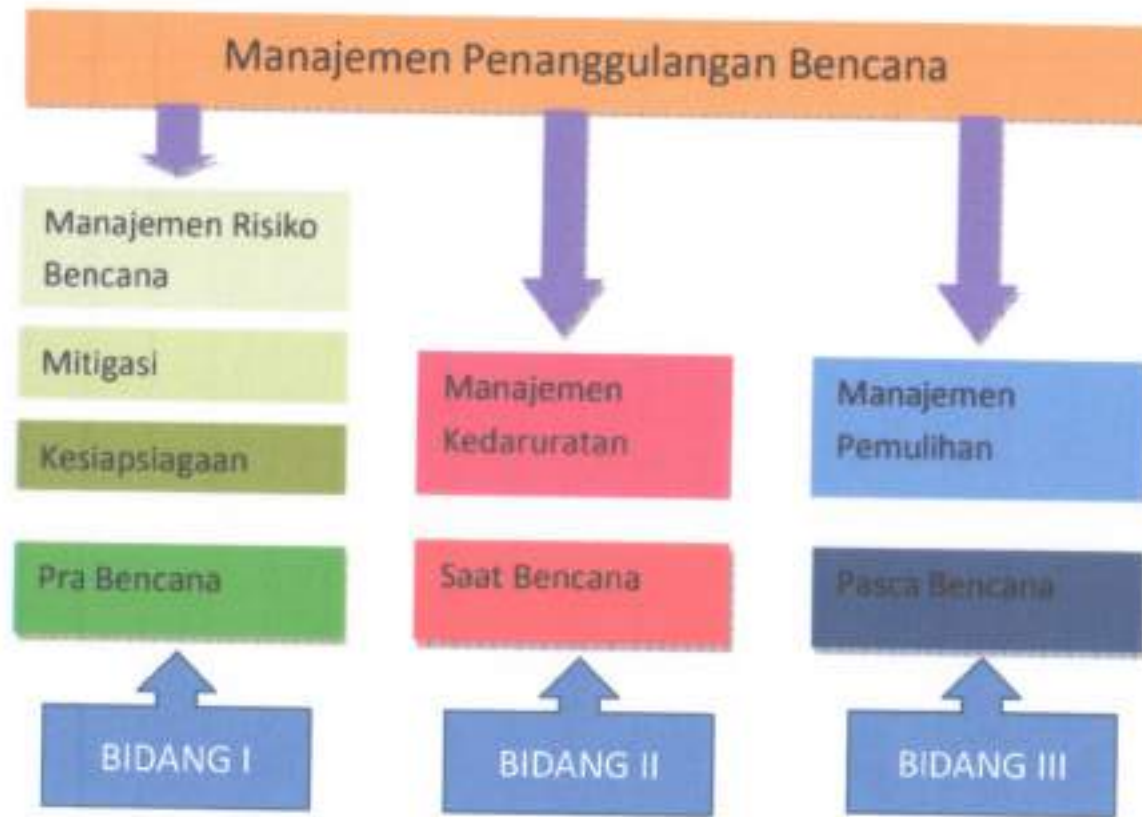 Manajemen Penanggulangan Bencana
Manajemen Risiko
Bencana
Mitigasi
Kesiapsiagaan
Pra Bencana
BIDANG I
Manajemen
Kedaruratan
Saat Bencana
BIDANG II
Manajemen
Pemulihan
Pasca Bencana
BIDANG III